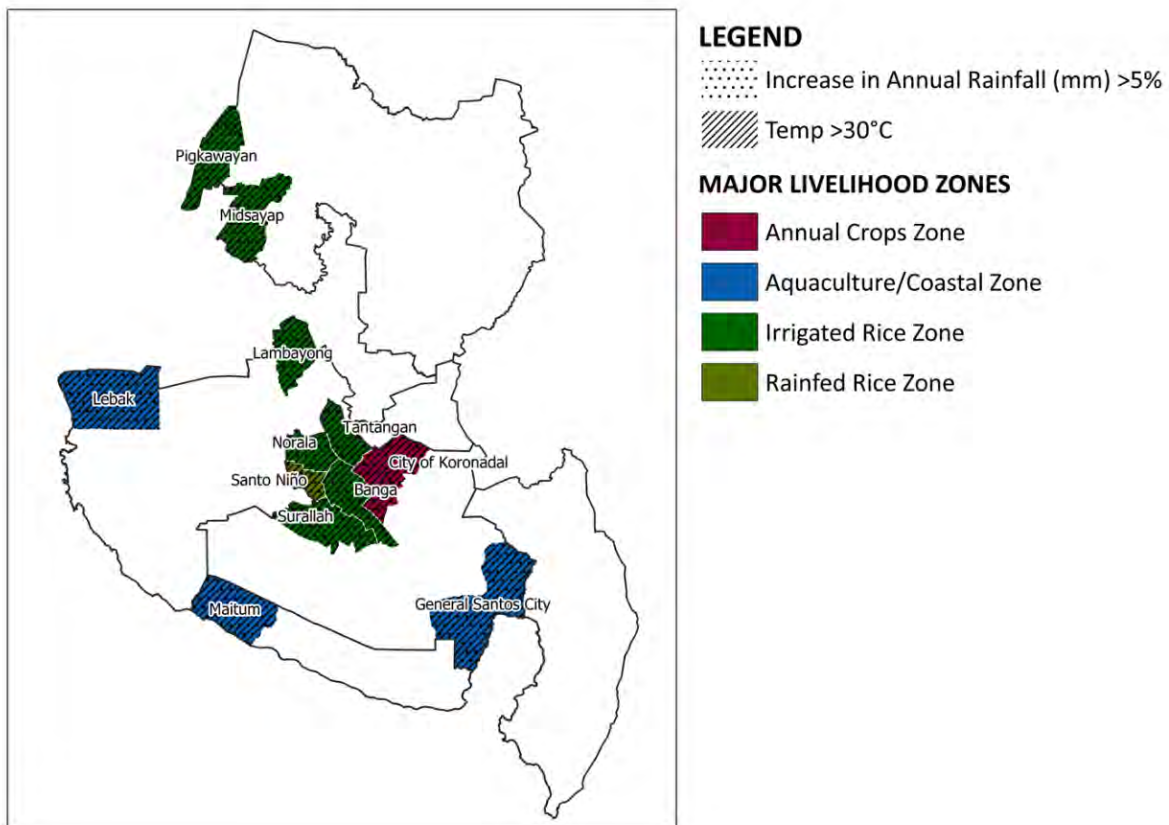 Pigkawayan
Midsayap
Lambayong
Lebak
Tantangan
Norala
City of Koronadal
Santo Niño
Banga
Surallah
Maitum
General Santos City
LEGEND
Increase in Annual Rainfall (mm) >5%
Temp >30°C
MAJOR LIVELIHOOD ZONES
Annual Crops Zone
Aquaculture/Coastal Zone
Irrigated Rice Zone
Rainfed Rice Zone